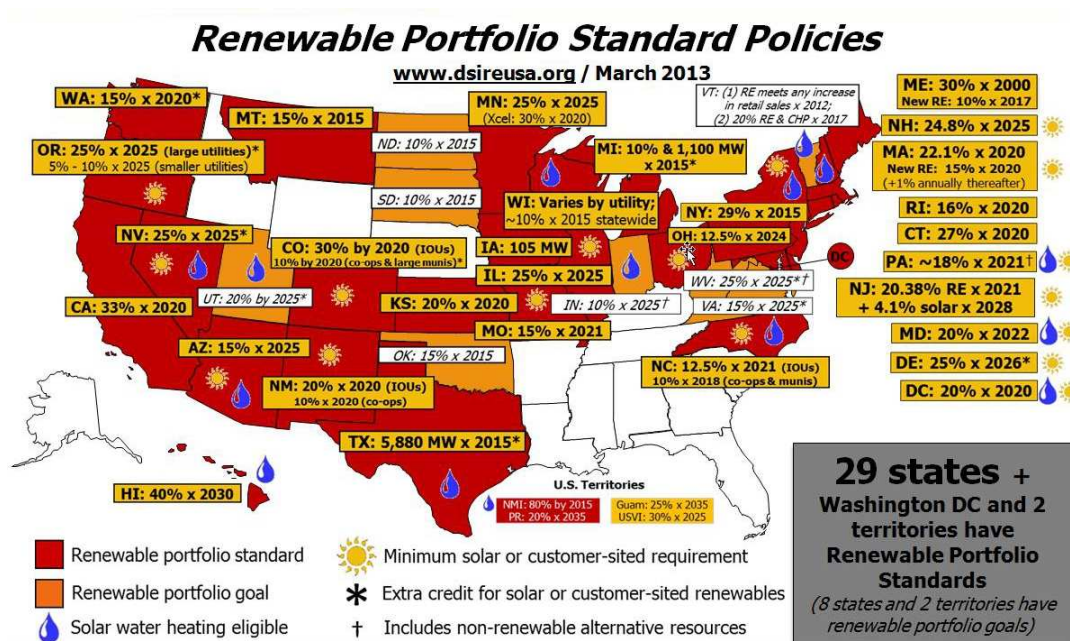 Renewable Portfolio Standard Policies
www.dsireusa.org / March 2013
WA: 15% x 2020*
MT: 15% x 2015
MN: 25% x 2025
(Xcel: 30% x 2020)
VT: (1) RE meets any increase
in retail sales x 2012;
(2) 20% RE & CHP x 2017
ME: 30% x 2000
New RE: 10% x 2017
OR: 25% x 2025 (large utilities)*
5% - 10% x 2025 (smaller utilities)
ND: 10% x 2015
MI: 10% & 1,100 MW
x 2015*
NH: 24.8% x 2025
MA: 22.1% x 2020
New RE: 15% x 2020
(+1% annually thereafter)
SD: 10% x 2015
WI: Varies by utility;
~10% x 2015 statewide
NY: 29% x 2015
RI: 16% x 2020
NV: 25% x 2025*
CO: 30% by 2020 (IOUs)
10% by 2020 (co-ops & large munis)*
IA: 105 MW
OH: 12.5% x 2024
CT: 27% x 2020
DC
PA: ~18% x 2021†
IL: 25% x 2025
WV: 25% x 2025*†
CA: 33% x 2020
UT: 20% by 2025*
KS: 20% x 2020
IN: 10% x 2025†
VA: 15% x 2025*
NJ: 20.38% RE x 2021
+ 4.1% solar x 2028
MO: 15% x 2021
MD: 20% x 2022
AZ: 15% x 2025
OK: 15% x 2015
DE: 25% x 2026*
NM: 20% x 2020 (IOUs)
10% x 2020 (co-ops)
NC: 12.5% x 2021 (IOUs)
10% x 2018 (co-ops & munis)
DC: 20% x 2020
TX: 5,880 MW x 2015*
HI: 40% x 2030
U.S. Territories
NMI: 80% by 2015
PR: 20% x 2035
Guam: 25% x 2035
USVI: 30% x 2025
29 states +
Washington DC and 2
territories have
Renewable Portfolio
Standards
(8 states and 2 territories have
renewable portfolio goals)
Renewable portfolio standard
Renewable portfolio goal
Solar water heating eligible
Minimum solar or customer-sited requirement
* Extra credit for solar or customer-sited renewables
† Includes non-renewable alternative resources